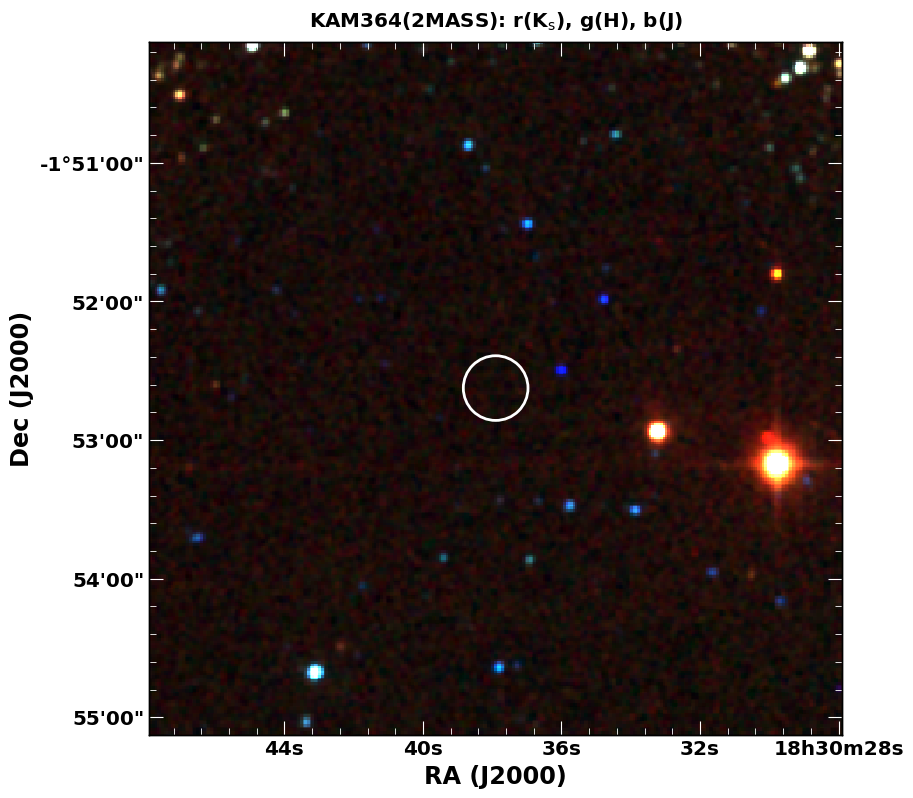 KAM364(2MASS): r(Kₛ), g(H), b(J)
-1°51'00"
52'00"
53'00"
54'00"
55'00"
Dec (J2000)
44s
40s
36s
32s
18h30m28s
RA (J2000)